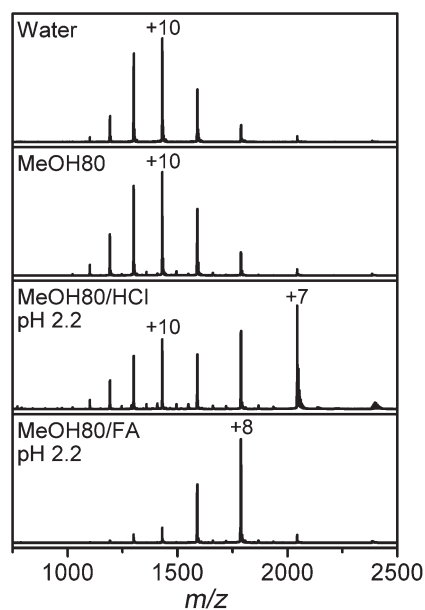 Water
+10
MeOH80
+10
MeOH80/HCl
pH 2.2
+10
+7
MeOH80/FA
pH 2.2
+8
1000 1500 2000 2500
m/z